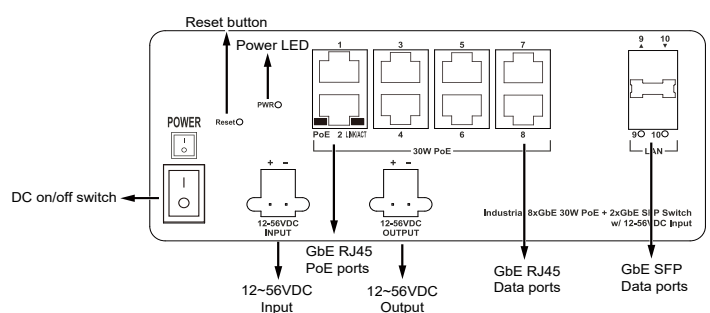 Reset button
Power LED
1 3 5 7
9 10
PWR
Reset
POWER
PoE 2 LINK/ACT 4 6 8
9 10
30W PoE
LAN
+ -
+ -
DC on/off switch
12-56VDC
INPUT
12-56VDC
OUTPUT
Industrial 8xGbE 30W PoE + 2xGbE SFP Switch
w/ 12-56VDC Input
GbE RJ45
PoE ports
GbE RJ45
Data ports
GbE SFP
Data ports
12~56VDC
Input
12~56VDC
Output